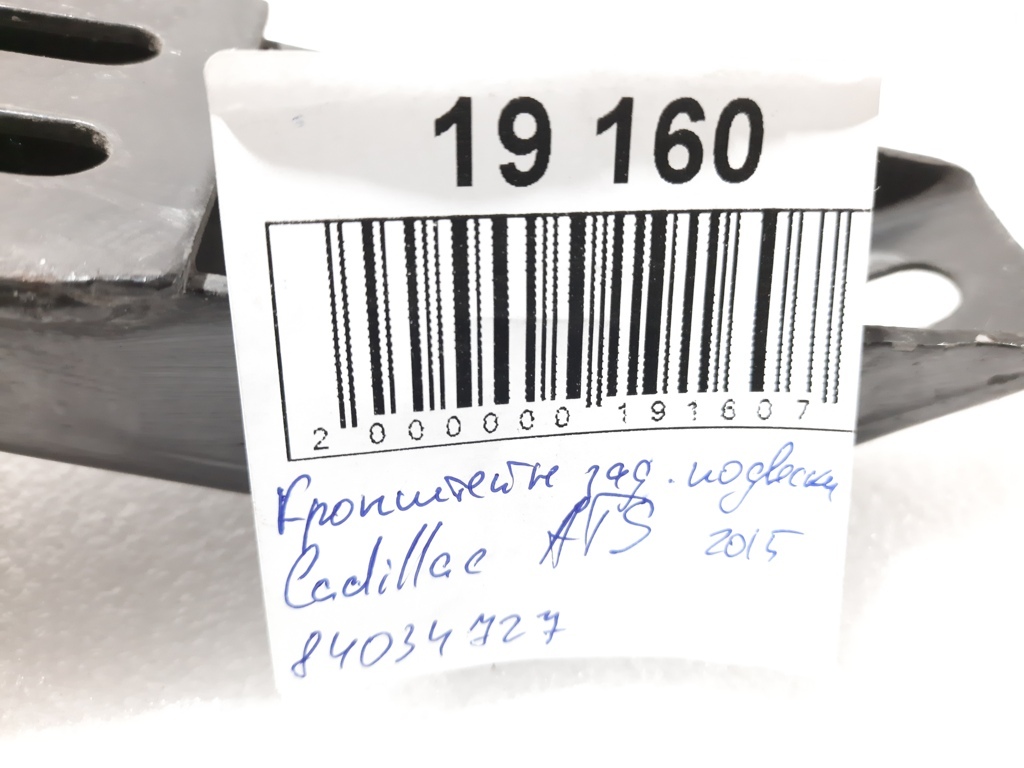 19 160
2 000000 191607
Кронштейн зад. подвески
Cadillac ATS 2015
84034727